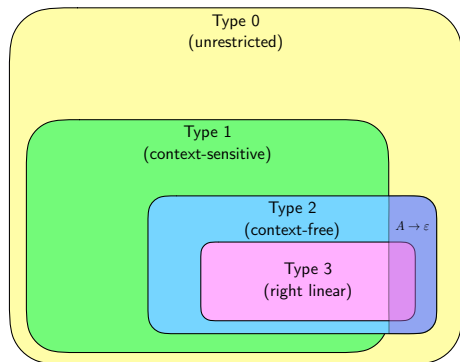 Type 0
(unrestricted)
Type 1
(context-sensitive)
Type 2
(context-free)
A → ε
Type 3
(right linear)